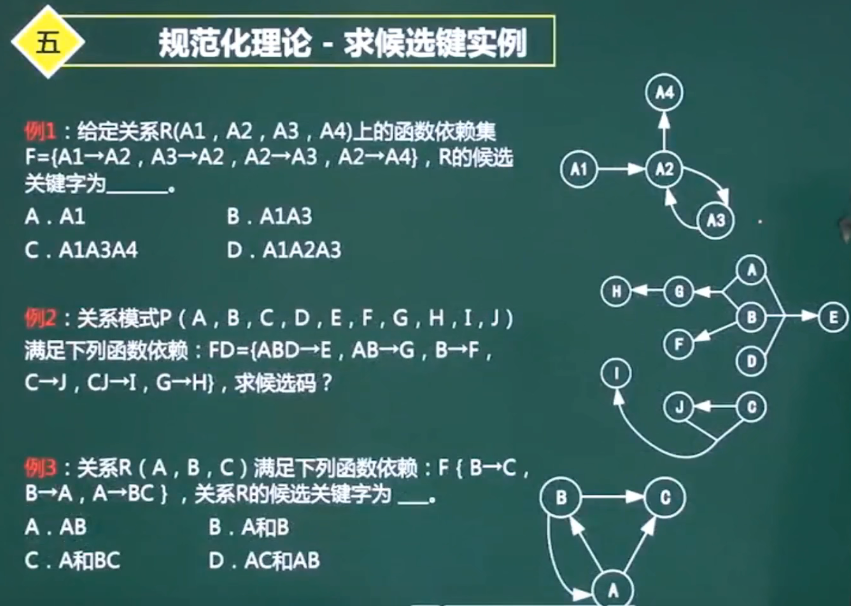 五
规范化理论 - 求候选键实例
例1：给定关系R(A1，A2，A3，A4)上的函数依赖集
F={A1→A2，A3→A2，A2→A3，A2→A4}，R的候选
关键字为_____。
A．A1 B．A1A3
C．A1A3A4 D．A1A2A3
例2：关系模式P（A，B，C，D，E，F，G，H，I，J）
满足下列函数依赖：FD={ABD→E，AB→G，B→F，
C→J，CJ→I，G→H}，求候选码？
例3：关系R（A，B，C）满足下列函数依赖：F｛B→C，
B→A，A→BC｝，关系R的候选关键字为 ___。
A．AB B．A和B
C．A和BC D．AC和AB
A4
A1 A2
A3
A
H G
B E
F
D
I
J C
B C
A